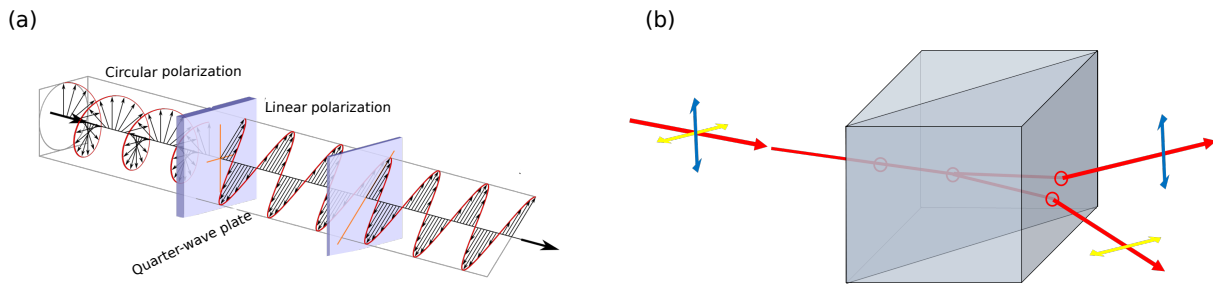 (a)
(b)
Circular polarization
Linear polarization
Quarter-wave plate